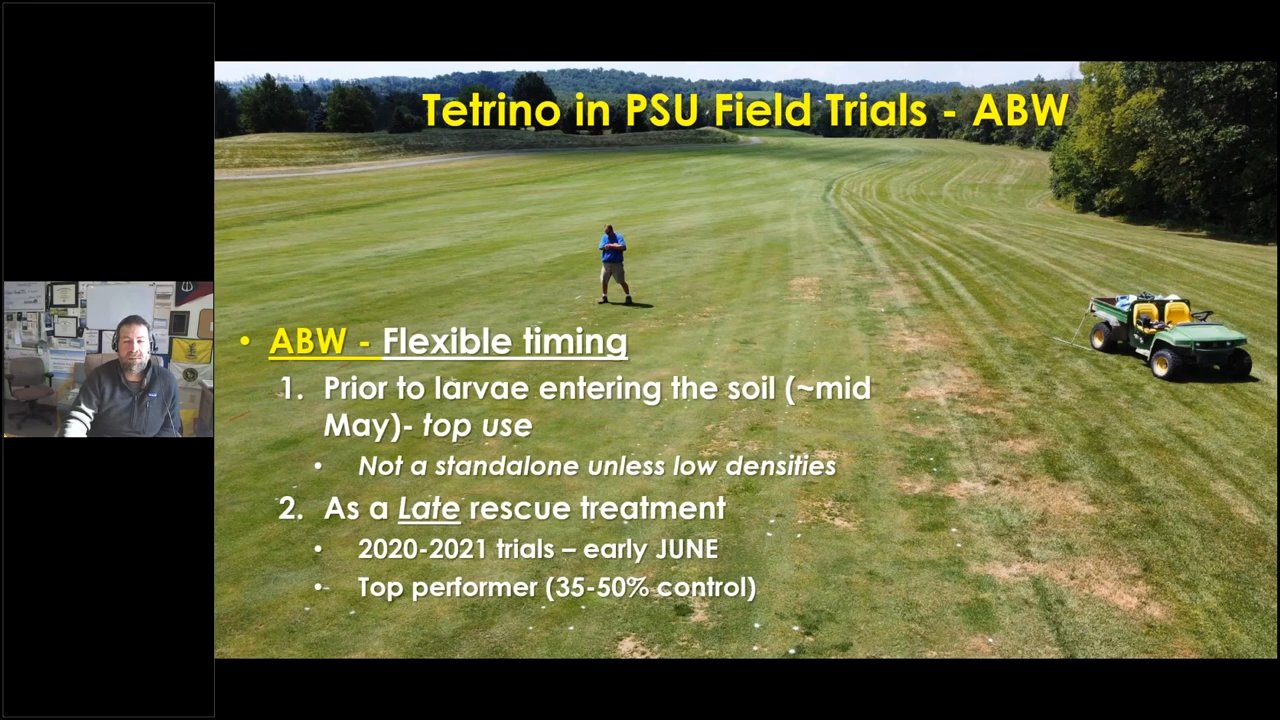 Tetrino in PSU Field Trials - ABW
• ABW - Flexible timing
1. Prior to larvae entering the soil (~mid
May)- top use
• Not a standalone unless low densities
2. As a Late rescue treatment
• 2020-2021 trials – early JUNE
• Top performer (35-50% control)